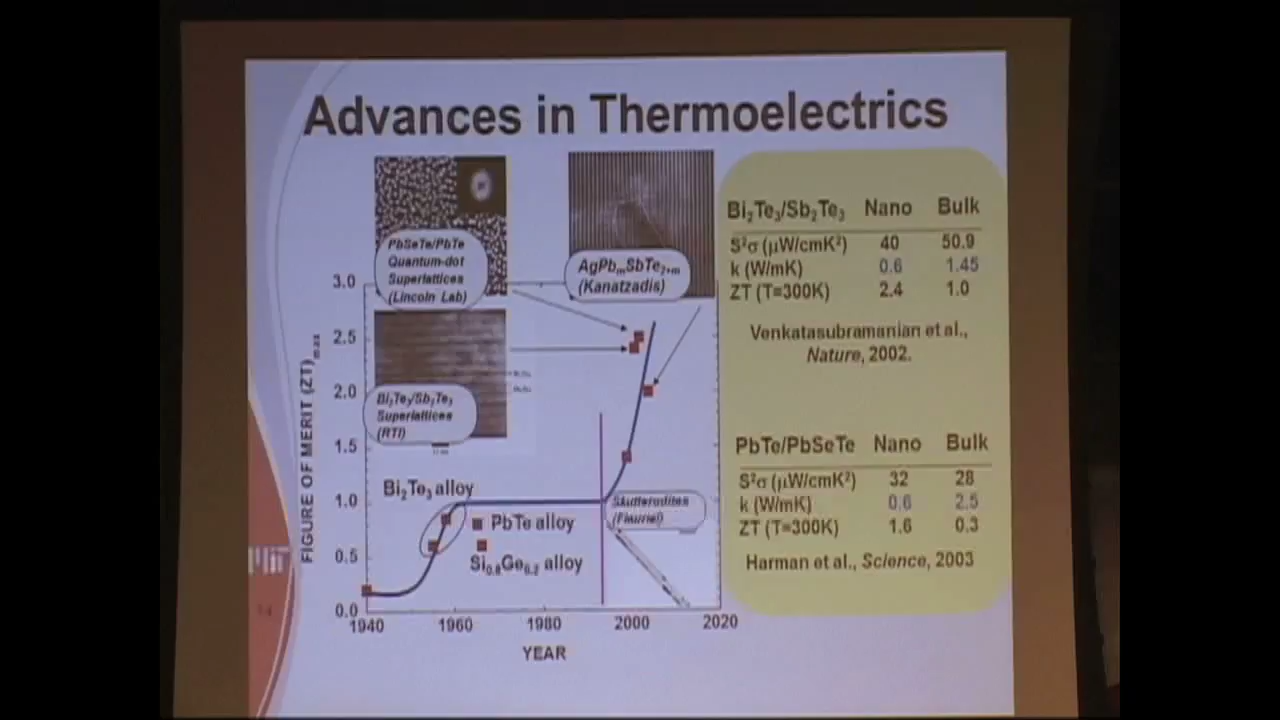 Advances in Thermoelectrics
PbSeTe/PbTe
Quantum-dot
Superlattices
(Lincoln Lab)
AgPbₘSbTe₂₊ₘ
(Kanatzadis)
Bi₂Te₃/Sb₂Te₃
Superlattices
(RTI)
FIGURE OF MERIT (ZT)max
3.0
2.5
2.0
1.5
1.0
0.5
0.0
Bi₂Te₃ alloy
PbTe alloy
Si₀.₈Ge₀.₂ alloy
Skutterudites
1940 1960 1980 2000 2020
YEAR
Bi₂Te₃/Sb₂Te₃ Nano Bulk
S²σ (μW/cmK²) 40 50.9
k (W/mK) 0.6 1.45
ZT (T=300K) 2.4 1.0
Venkatasubramanian et al.,
Nature, 2002.
PbTe/PbSeTe Nano Bulk
S²σ (μW/cmK²) 32 28
k (W/mK) 0.6 2.5
ZT (T=300K) 1.6 0.3
Harman et al., Science, 2003